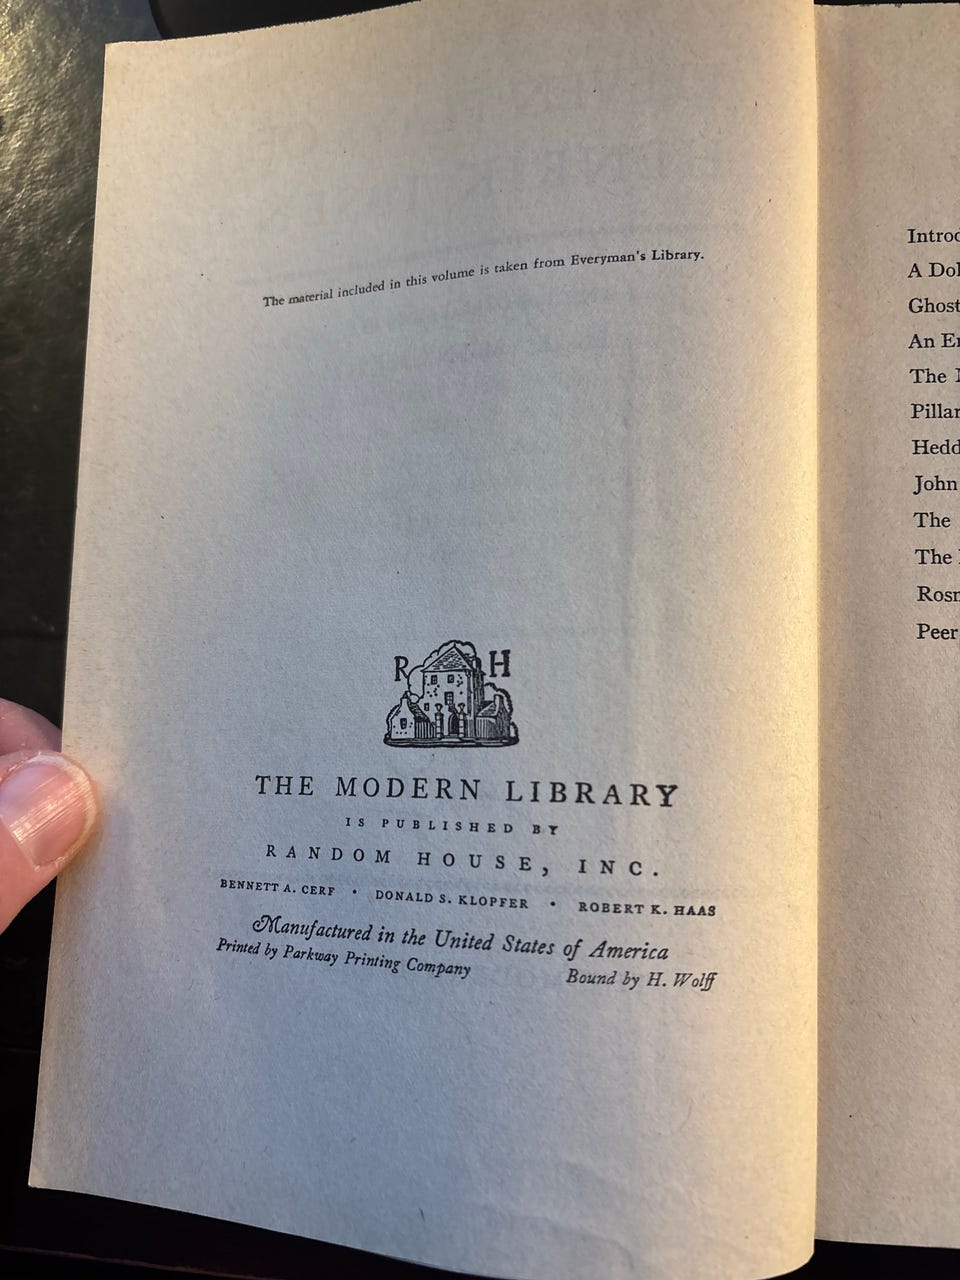 The material included in this volume is taken from Everyman's Library.
R H
THE MODERN LIBRARY
IS PUBLISHED BY
RANDOM HOUSE, INC.
BENNETT A. CERF • DONALD S. KLOPFER • ROBERT K. HAAS
Manufactured in the United States of America
Printed by Parkway Printing Company Bound by H. Wolff
Introd
A Dol
Ghost
An En
The
Pillar
Hedd
John
The
The
Rosm
Peer